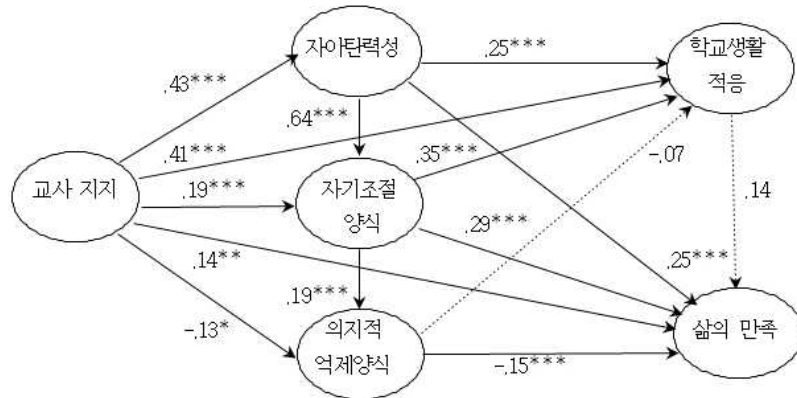 자아탄력성
.25***
학교생활
적응
.43***
.64***
.41***
.35***
-.07
교사 지지
.19***
자기조절
양식
.14
.29***
.14**
.25***
.19***
-.13*
의지적
억제양식
-.15***
삶의 만족